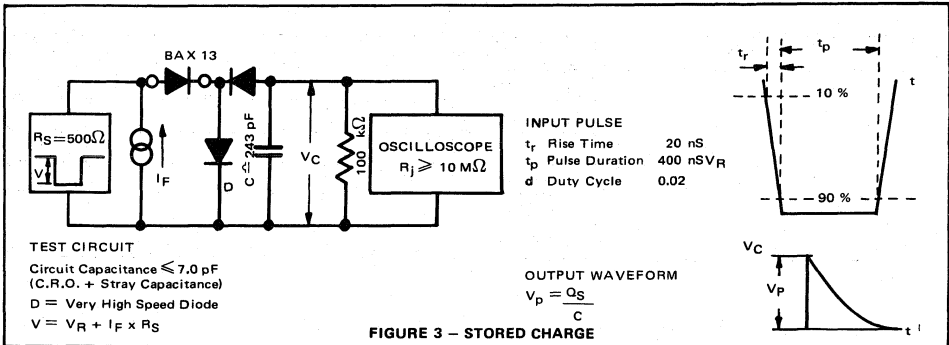 BAX 13
RS=500Ω
V
IF
D
C ≅ 243 pF
VC
100 kΩ
OSCILLOSCOPE
Rj ⩾ 10 MΩ
TEST CIRCUIT
Circuit Capacitance ⩽ 7.0 pF
(C.R.O. + Stray Capacitance)
D = Very High Speed Diode
V = VR + IF x RS
INPUT PULSE
tr Rise Time 20 nS
tp Pulse Duration 400 nSVR
d Duty Cycle 0.02
tr
tp
t
10 %
90 %
OUTPUT WAVEFORM
Vp = QS
C
VC
VP
t
FIGURE 3 – STORED CHARGE